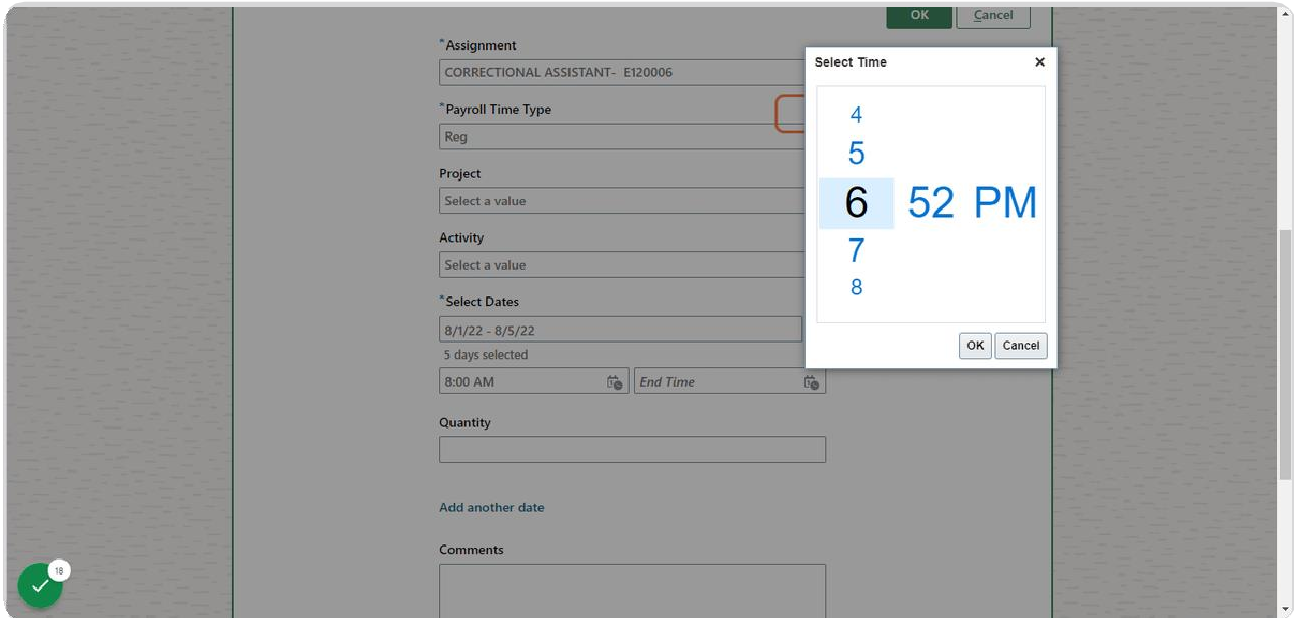 OK Cancel
*Assignment
CORRECTIONAL ASSISTANT- E120006
*Payroll Time Type
Reg
Project
Select a value
Activity
Select a value
*Select Dates
8/1/22 - 8/5/22
5 days selected
8:00 AM End Time
Quantity
Add another date
Comments
Select Time
4
5
6 52 PM
7
8
OK Cancel
18